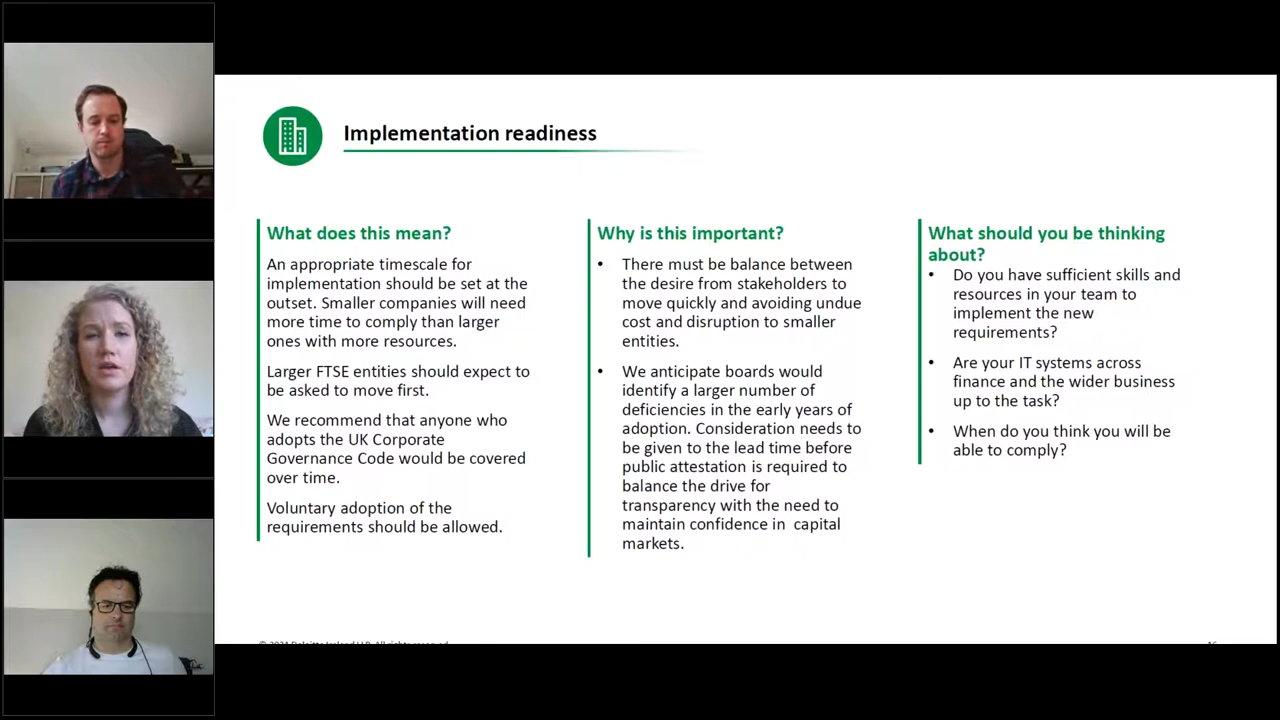 Implementation readiness
What does this mean?
An appropriate timescale for
implementation should be set at the
outset. Smaller companies will need
more time to comply than larger
ones with more resources.
Larger FTSE entities should expect to
be asked to move first.
We recommend that anyone who
adopts the UK Corporate
Governance Code would be covered
over time.
Voluntary adoption of the
requirements should be allowed.
Why is this important?
• There must be balance between
the desire from stakeholders to
move quickly and avoiding undue
cost and disruption to smaller
entities.
• We anticipate boards would
identify a larger number of
deficiencies in the early years of
adoption. Consideration needs to
be given to the lead time before
public attestation is required to
balance the drive for
transparency with the need to
maintain confidence in capital
markets.
What should you be thinking
about?
• Do you have sufficient skills and
resources in your team to
implement the new
requirements?
• Are your IT systems across
finance and the wider business
up to the task?
• When do you think you will be
able to comply?
© 2021 Deloitte Ireland LLP. All rights reserved